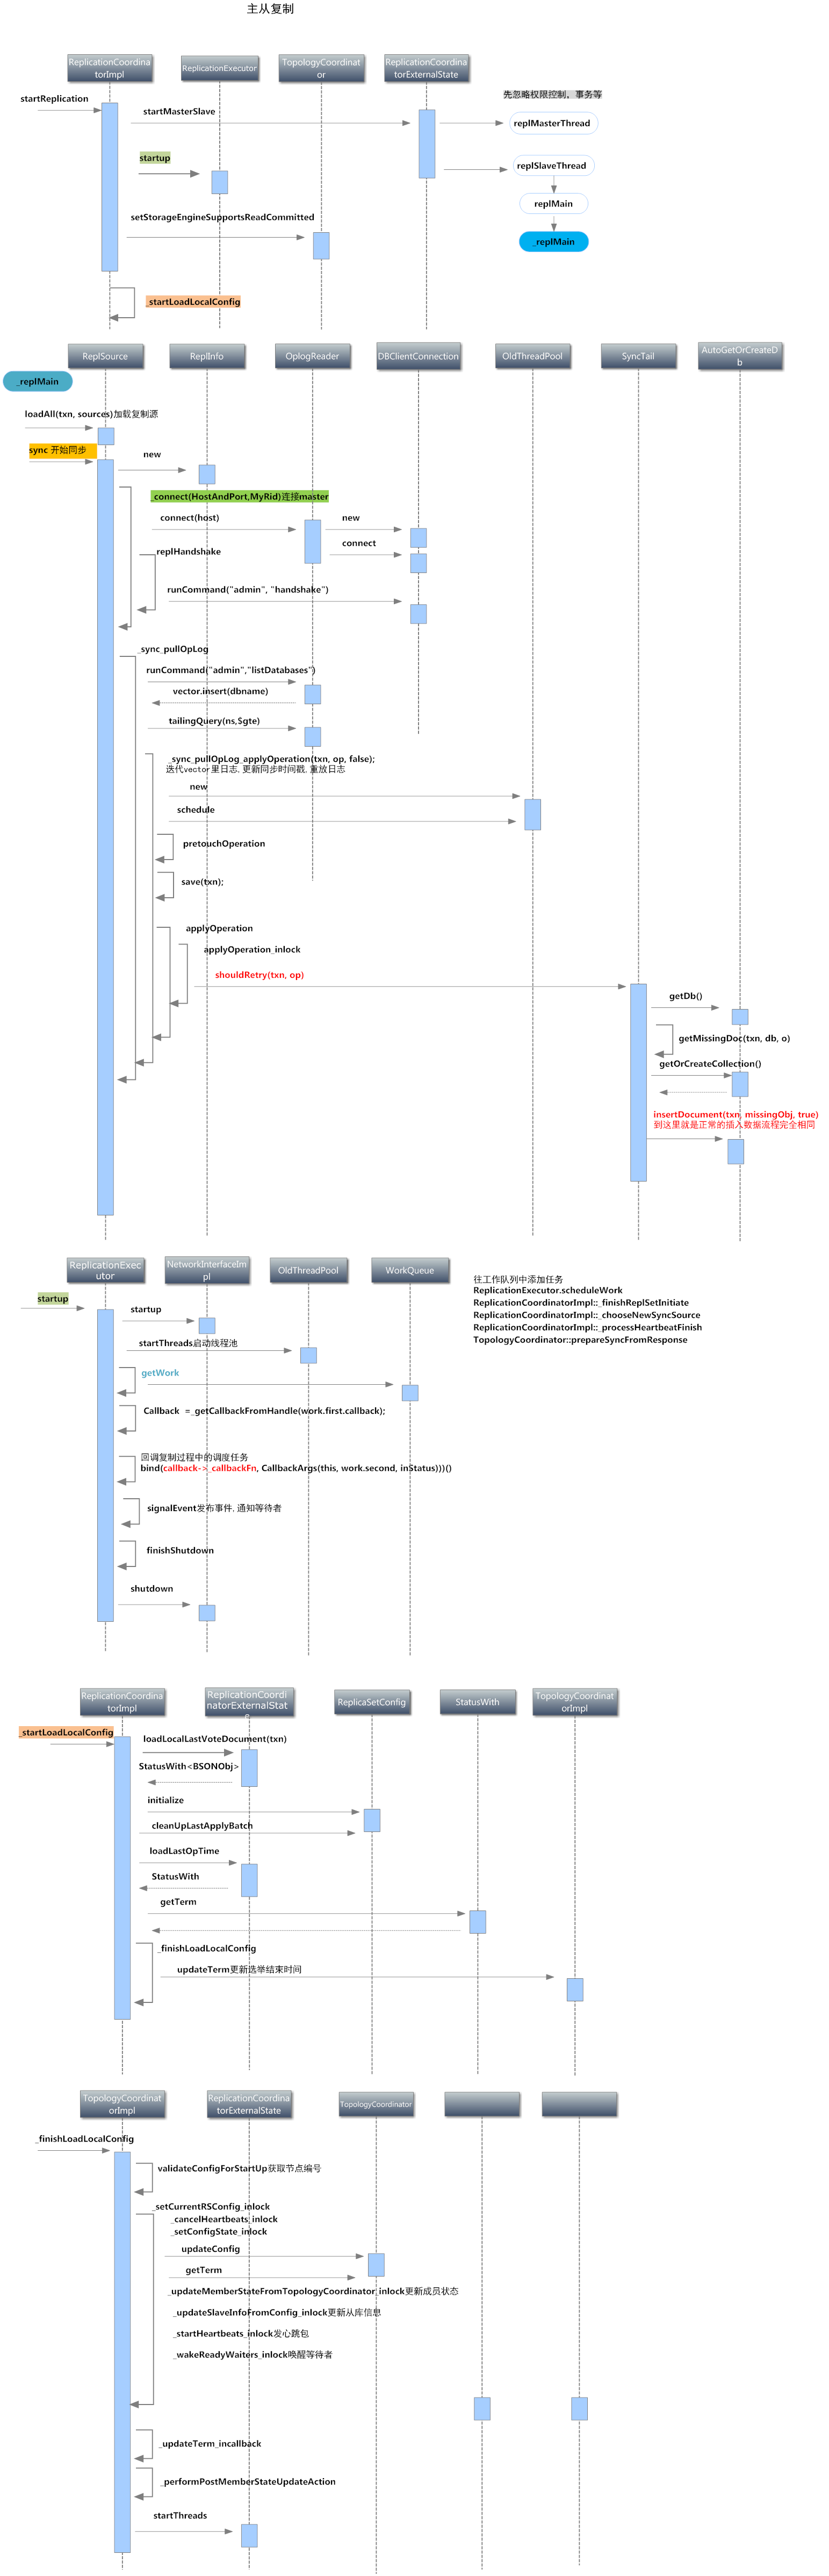 主从复制
ReplicationCoordina
torImpl
ReplicationExecutor
TopologyCoordinat
or
ReplicationCoordina
torExternalState
先忽略权限控制，事务等
startReplication
startMasterSlave
replMasterThread
startup
replSlaveThread
replMain
setStorageEngineSupportsReadCommitted
_replMain
_startLoadLocalConfig
ReplSource
ReplInfo
OplogReader
DBClientConnection
OldThreadPool
SyncTail
AutoGetOrCreateD
b
_replMain
loadAll(txn, sources)加载复制源
sync 开始同步
new
_connect(HostAndPort,MyRid)连接master
connect(host)
new
connect
replHandshake
runCommand("admin", "handshake")
_sync_pullOpLog
runCommand("admin","listDatabases")
vector.insert(dbname)
tailingQuery(ns,$gte)
_sync_pullOpLog_applyOperation(txn, op, false);
迭代vector里日志,更新同步时间戳,重放日志
new
schedule
pretouchOperation
save(txn);
applyOperation
applyOperation_inlock
shouldRetry(txn, op)
getDb()
getMissingDoc(txn, db, o)
getOrCreateCollection()
insertDocument(txn, missingObj, true)
到这里就是正常的插入数据流程完全相同
ReplicationExec
utor
NetworkInterfaceIm
pl
OldThreadPool
WorkQueue
往工作队列中添加任务
ReplicationExecutor.scheduleWork
ReplicationCoordinatorImpl::_finishReplSetInitiate
ReplicationCoordinatorImpl::_chooseNewSyncSource
ReplicationCoordinatorImpl::_processHeartbeatFinish
TopologyCoordinator::prepareSyncFromResponse
startup
startup
startThreads启动线程池
getWork
Callback =_getCallbackFromHandle(work.first.callback);
回调复制过程中的调度任务
bind(callback->_callbackFn, CallbackArgs(this, work.second, inStatus)))()
signalEvent发布事件,通知等待者
finishShutdown
shutdown
ReplicationCoordina
torImpl
ReplicationCoordi
natorExternalStat
e
ReplicaSetConfig
StatusWith
TopologyCoordinat
orImpl
_startLoadLocalConfig
loadLocalLastVoteDocument(txn)
StatusWith<BSONObj>
initialize
cleanUpLastApplyBatch
loadLastOpTime
StatusWith
getTerm
_finishLoadLocalConfig
updateTerm更新选举结束时间
TopologyCoordinat
orImpl
ReplicationCoordina
torExternalState
TopologyCoordinator
_finishLoadLocalConfig
validateConfigForStartUp获取节点编号
_setCurrentRSConfig_inlock
_cancelHeartbeats_inlock
_setConfigState_inlock
updateConfig
getTerm
_updateMemberStateFromTopologyCoordinator_inlock更新成员状态
_updateSlaveInfoFromConfig_inlock更新从库信息
_startHeartbeats_inlock发心跳包
_wakeReadyWaiters_inlock唤醒等待者
_updateTerm_incallback
_performPostMemberStateUpdateAction
startThreads